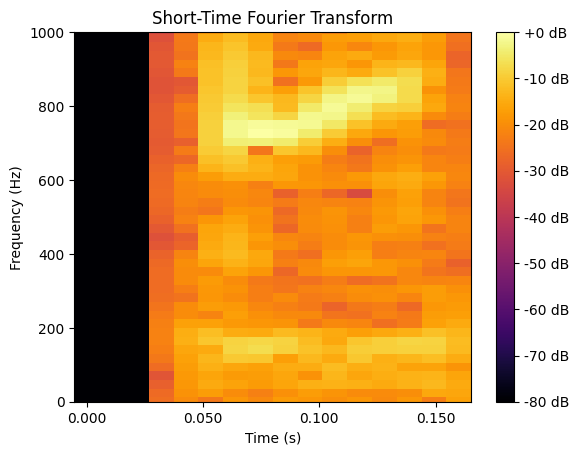 Short-Time Fourier Transform
Frequency (Hz)
1000
800
600
400
200
0
0.000
0.050
0.100
0.150
Time (s)
+0 dB
-10 dB
-20 dB
-30 dB
-40 dB
-50 dB
-60 dB
-70 dB
-80 dB